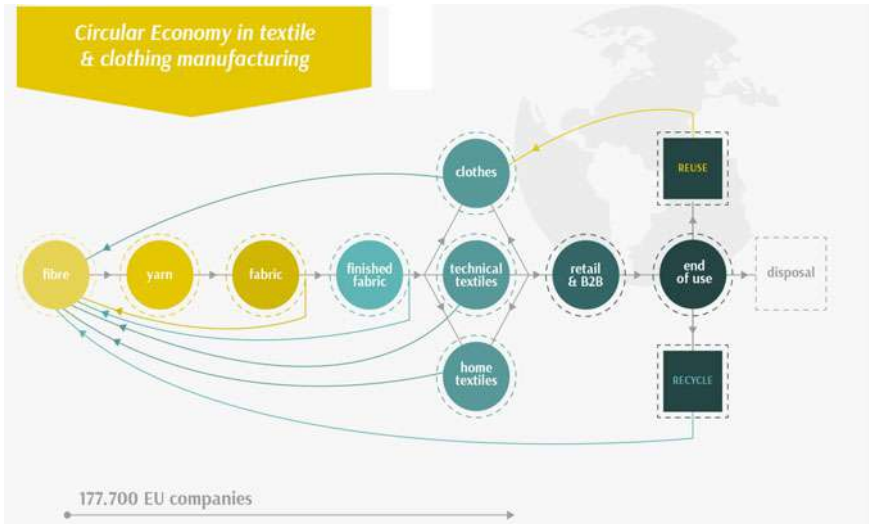 Circular Economy in textile
& clothing manufacturing
clothes
REUSE
fibre
yarn
fabric
finished
fabric
technical
textiles
retail
& B2B
end
of use
disposal
home
textiles
RECYCLE
177.700 EU companies